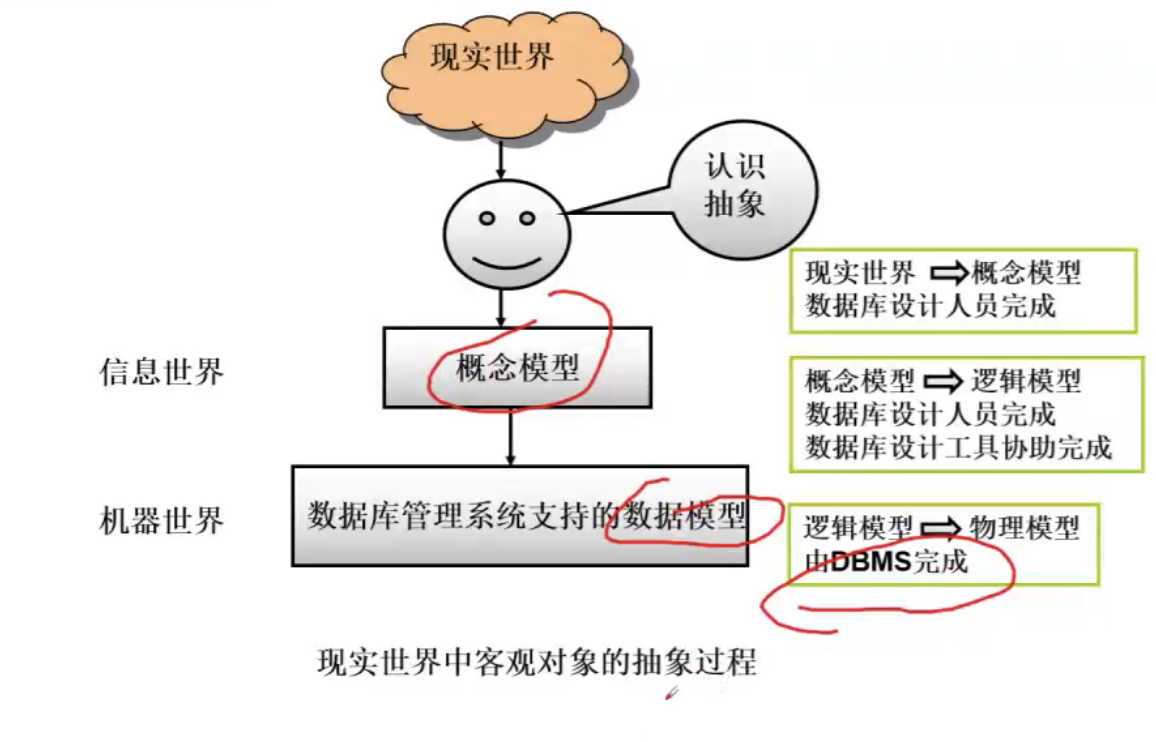 现实世界
认识
抽象
现实世界 ⇨概念模型
数据库设计人员完成
信息世界
概念模型
概念模型 ⇨ 逻辑模型
数据库设计人员完成
数据库设计工具协助完成
机器世界
数据库管理系统支持的数据模型
逻辑模型 ⇨ 物理模型
由DBMS完成
现实世界中客观对象的抽象过程